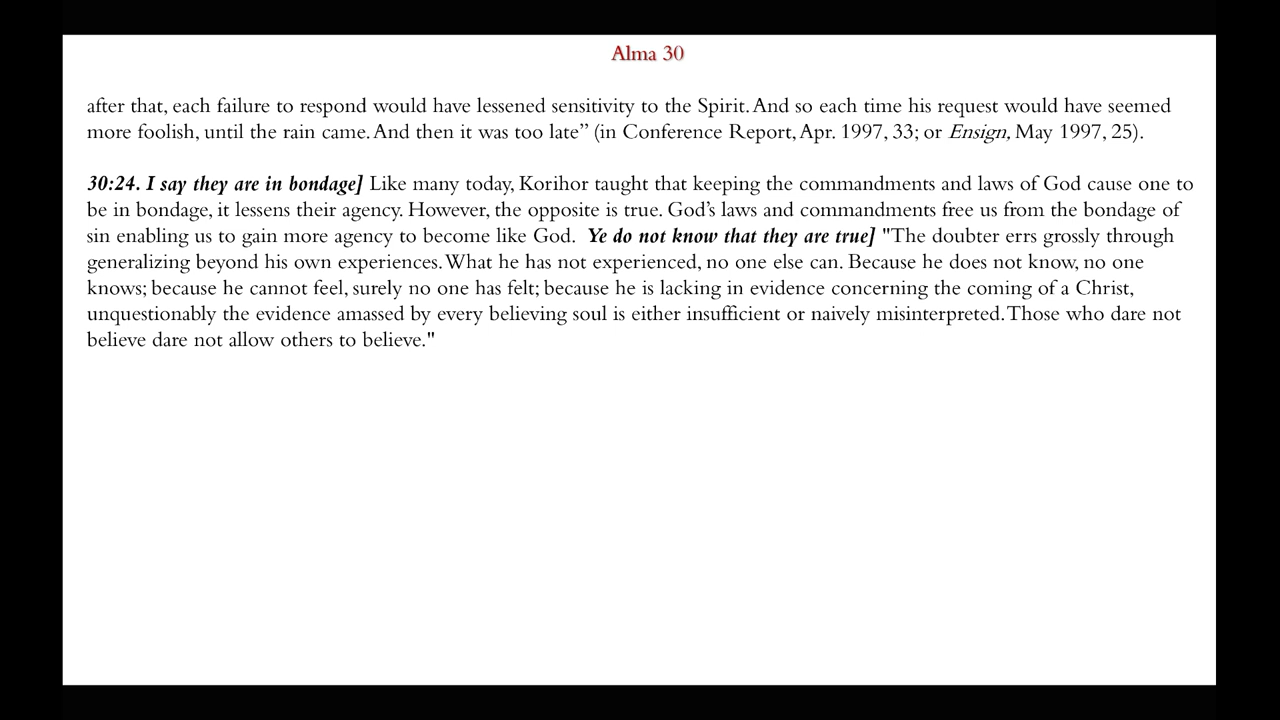 Alma 30
after that, each failure to respond would have lessened sensitivity to the Spirit. And so each time his request would have seemed
more foolish, until the rain came. And then it was too late” (in Conference Report, Apr. 1997, 33; or Ensign, May 1997, 25).
30:24. I say they are in bondage] Like many today, Korihor taught that keeping the commandments and laws of God cause one to
be in bondage, it lessens their agency. However, the opposite is true. God’s laws and commandments free us from the bondage of
sin enabling us to gain more agency to become like God. Ye do not know that they are true] "The doubter errs grossly through
generalizing beyond his own experiences. What he has not experienced, no one else can. Because he does not know, no one
knows; because he cannot feel, surely no one has felt; because he is lacking in evidence concerning the coming of a Christ,
unquestionably the evidence amassed by every believing soul is either insufficient or naively misinterpreted. Those who dare not
believe dare not allow others to believe."